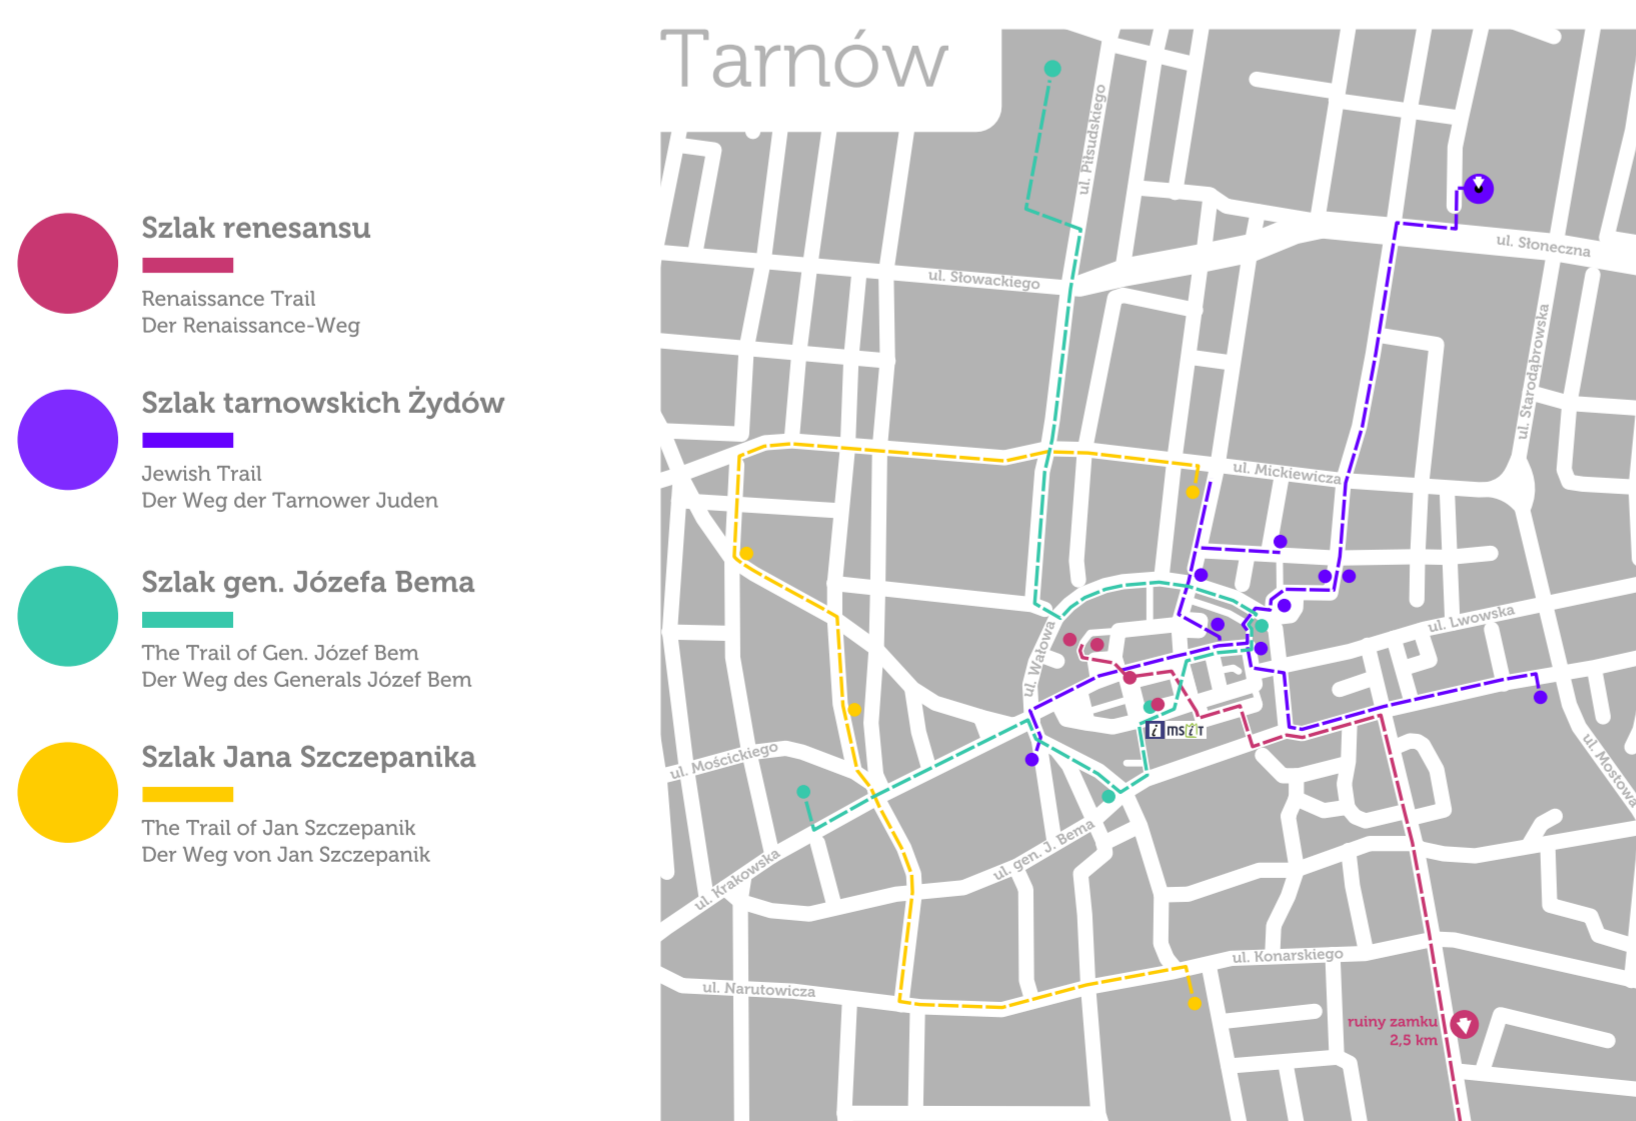 Tarnów
Szlak renesansu
Renaissance Trail
Der Renaissance-Weg
Szlak tarnowskich Żydów
Jewish Trail
Der Weg der Tarnower Juden
Szlak gen. Józefa Bema
The Trail of Gen. Józef Bem
Der Weg des Generals Józef Bem
Szlak Jana Szczepanika
The Trail of Jan Szczepanik
Der Weg von Jan Szczepanik
ul. Piłsudskiego
ul. Słoneczna
ul. Słowackiego
ul. Starodąbrowska
ul. Mickiewicza
ul. Lwowska
ul. Wałowa
i msiT
ul. Mościckiego
ul. Mostowa
ul. gen. J. Bema
ul. Krakowska
ul. Konarskiego
ul. Narutowicza
ruiny zamku
2,5 km